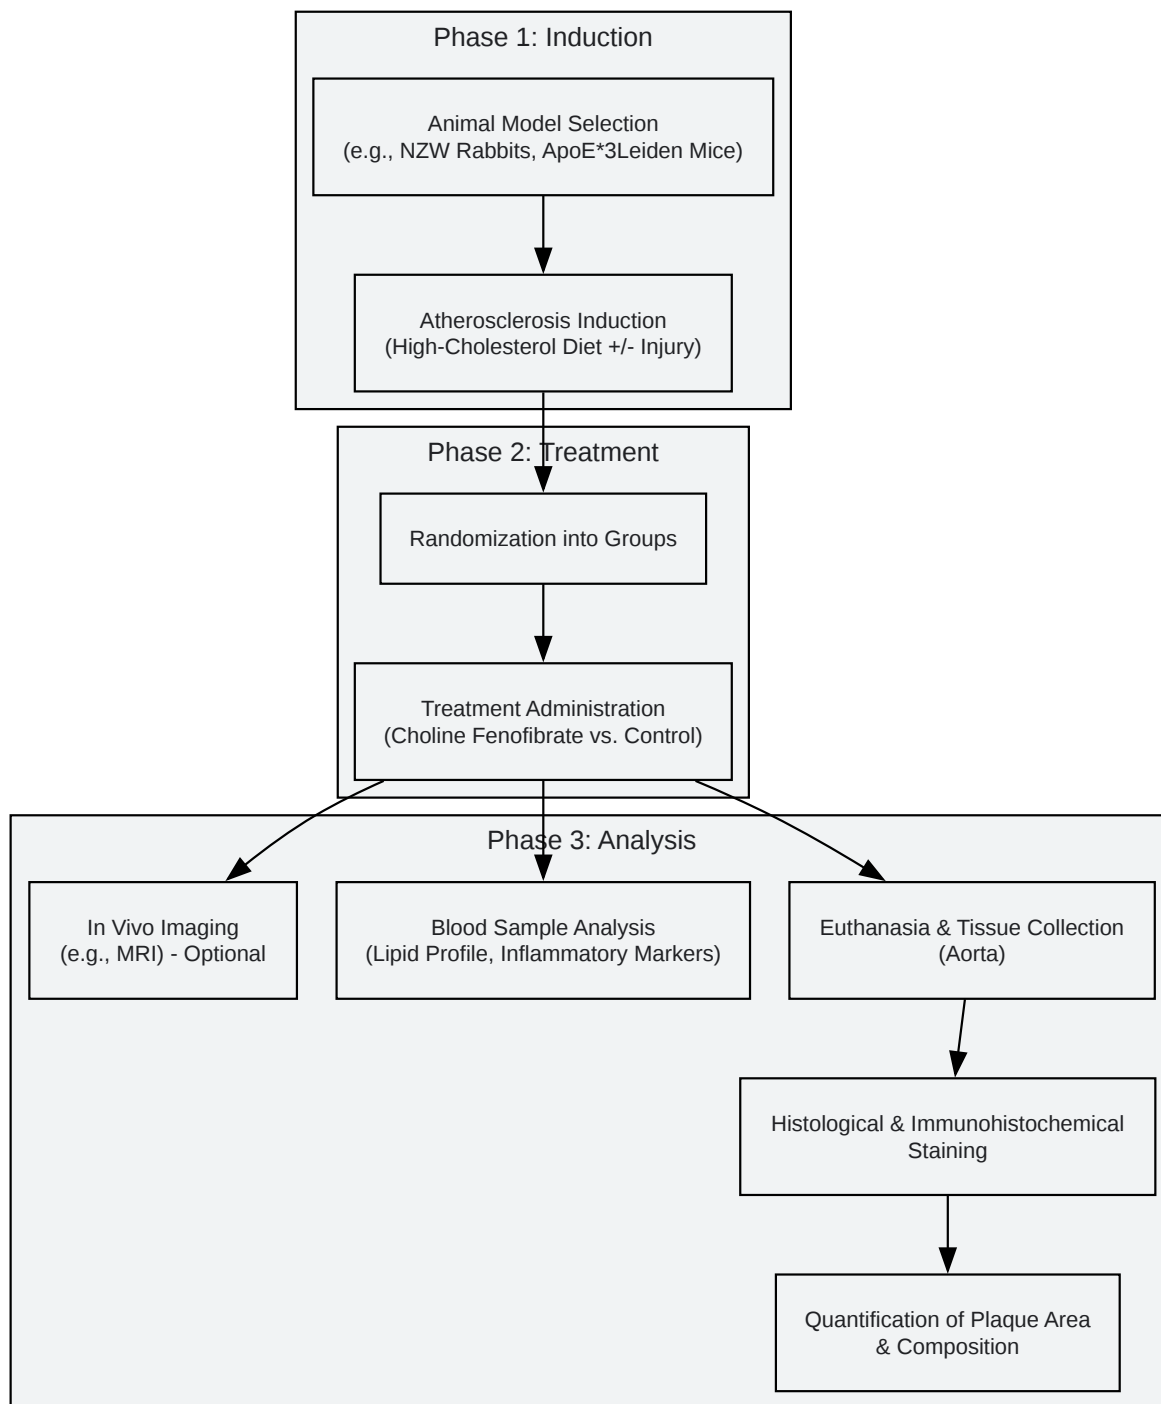 Phase 1: Induction
Animal Model Selection
(e.g., NZW Rabbits, ApoE*3Leiden Mice)
Atherosclerosis Induction
(High-Cholesterol Diet +/- Injury)
Phase 2: Treatment
Randomization into Groups
Treatment Administration
(Choline Fenofibrate vs. Control)
Phase 3: Analysis
In Vivo Imaging
(e.g., MRI) - Optional
Blood Sample Analysis
(Lipid Profile, Inflammatory Markers)
Euthanasia & Tissue Collection
(Aorta)
Histological & Immunohistochemical
Staining
Quantification of Plaque Area
& Composition